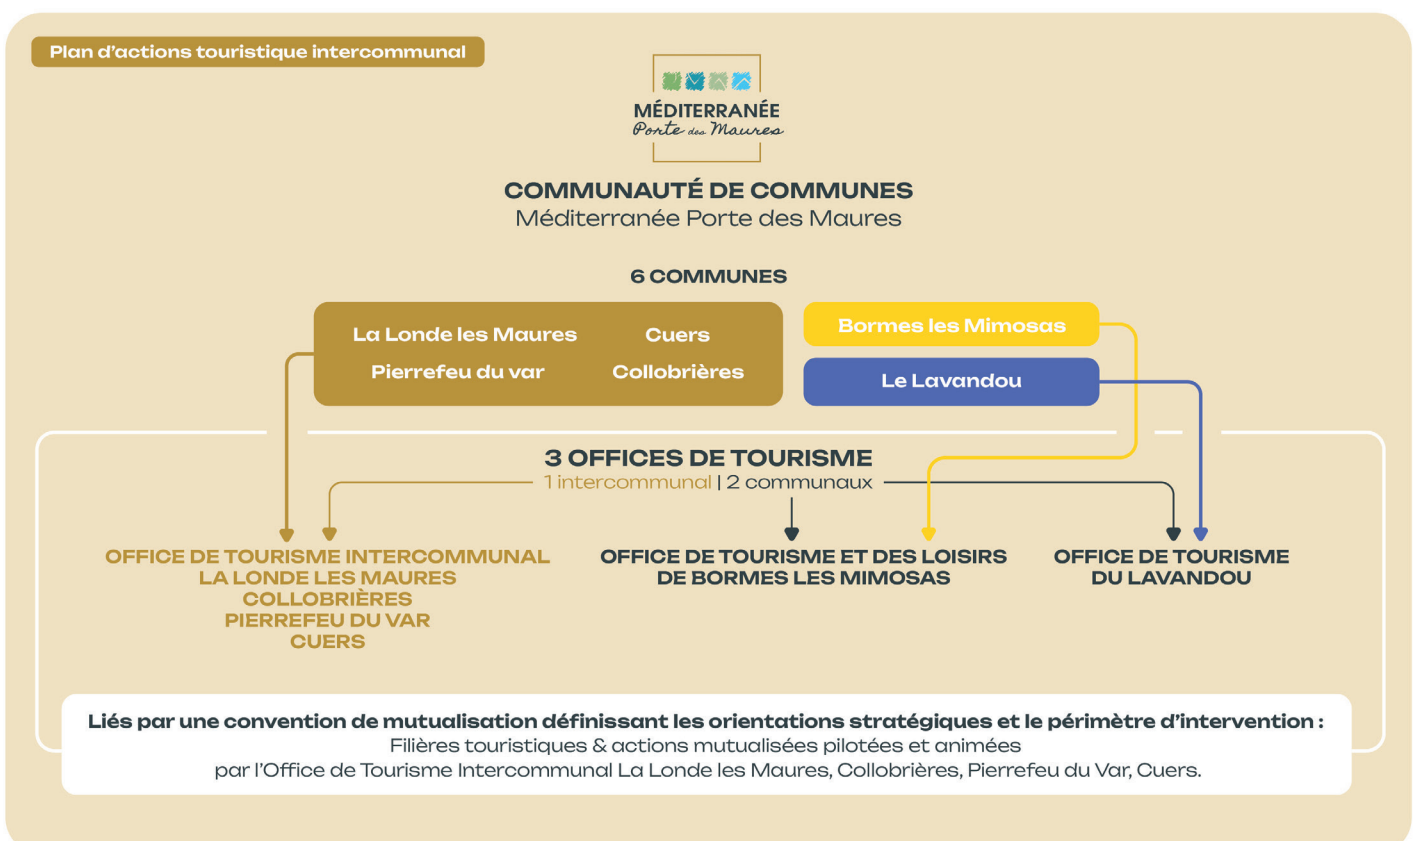 Plan d'actions touristique intercommunal
MÉDITERRANÉE
Porte des Maures
COMMUNAUTÉ DE COMMUNES
Méditerranée Porte des Maures
6 COMMUNES
La Londe les Maures
Cuers
Pierrefeu du var
Collobrières
Bormes les Mimosas
Le Lavandou
3 OFFICES DE TOURISME
1 intercommunal | 2 communaux
OFFICE DE TOURISME INTERCOMMUNAL
LA LONDE LES MAURES
COLLOBRIÈRES
PIERREFEU DU VAR
CUERS
OFFICE DE TOURISME ET DES LOISIRS
DE BORMES LES MIMOSAS
OFFICE DE TOURISME
DU LAVANDOU
Liés par une convention de mutualisation définissant les orientations stratégiques et le périmètre d'intervention :
Filières touristiques & actions mutualisées pilotées et animées
par l'Office de Tourisme Intercommunal La Londe les Maures, Collobrières, Pierrefeu du Var, Cuers.